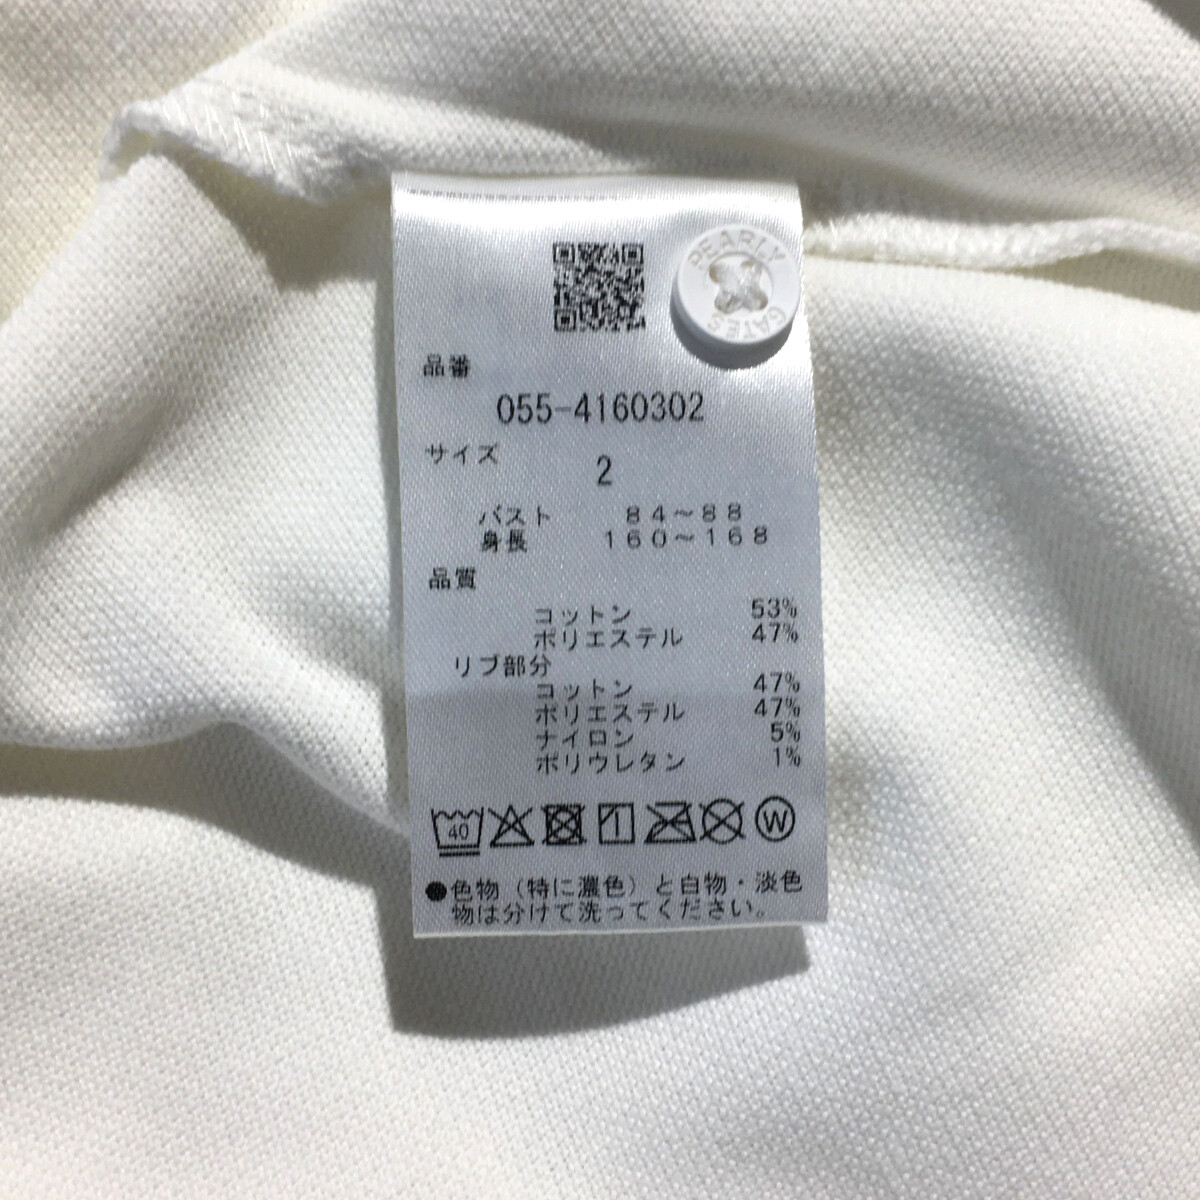 PEARLY
GATES
品番
055-4160302
サイズ
2
バスト 84～88
身長 160～168
品質
コットン 53%
ポリエステル 47%
リブ部分
コットン 47%
ポリエステル 47%
ナイロン 5%
ポリウレタン 1%
40 W
●色物（特に濃色）と白物・淡色
物は分けて洗ってください。